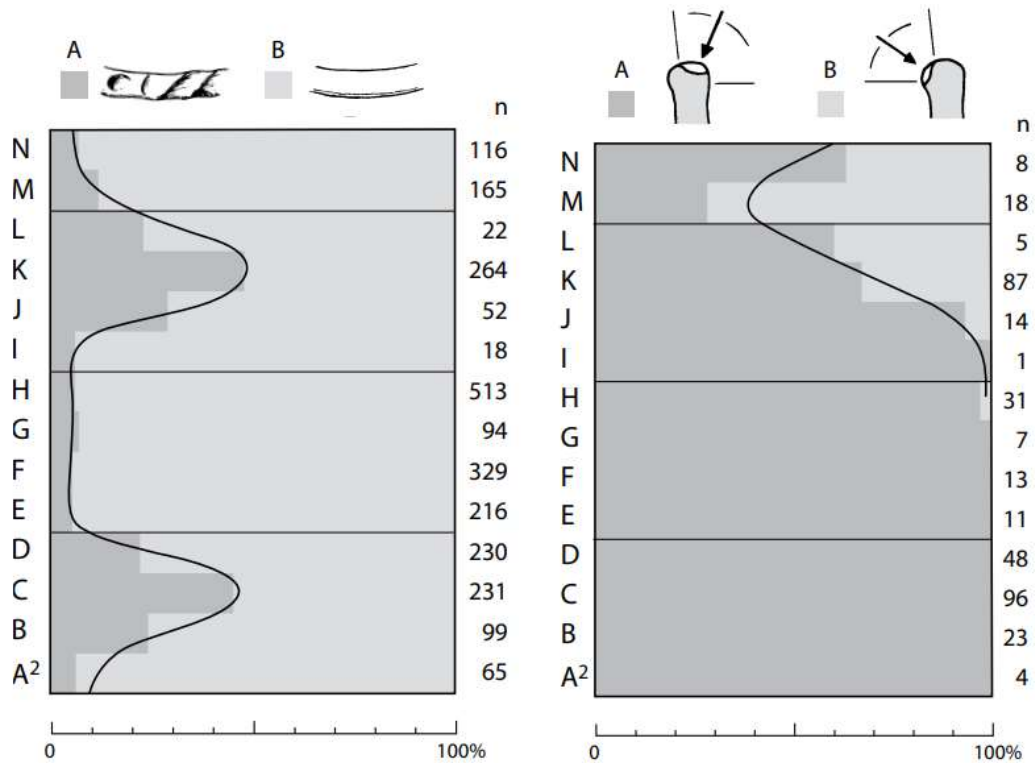 A B n
N 116
M 165
L 22
K 264
J 52
I 18
H 513
G 94
F 329
E 216
D 230
C 231
B 99
A² 65
0 100%
A B n
N 8
M 18
L 5
K 87
J 14
I 1
H 31
G 7
F 13
E 11
D 48
C 96
B 23
A² 4
0 100%